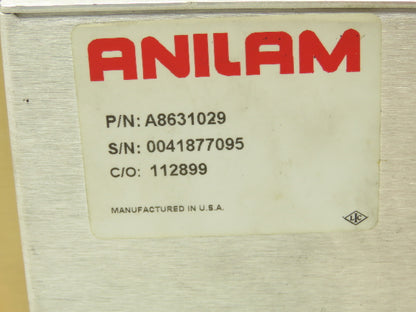 ANILAM
P/N: A8631029
S/N: 0041877095
C/O: 112899
MANUFACTURED IN U.S.A.